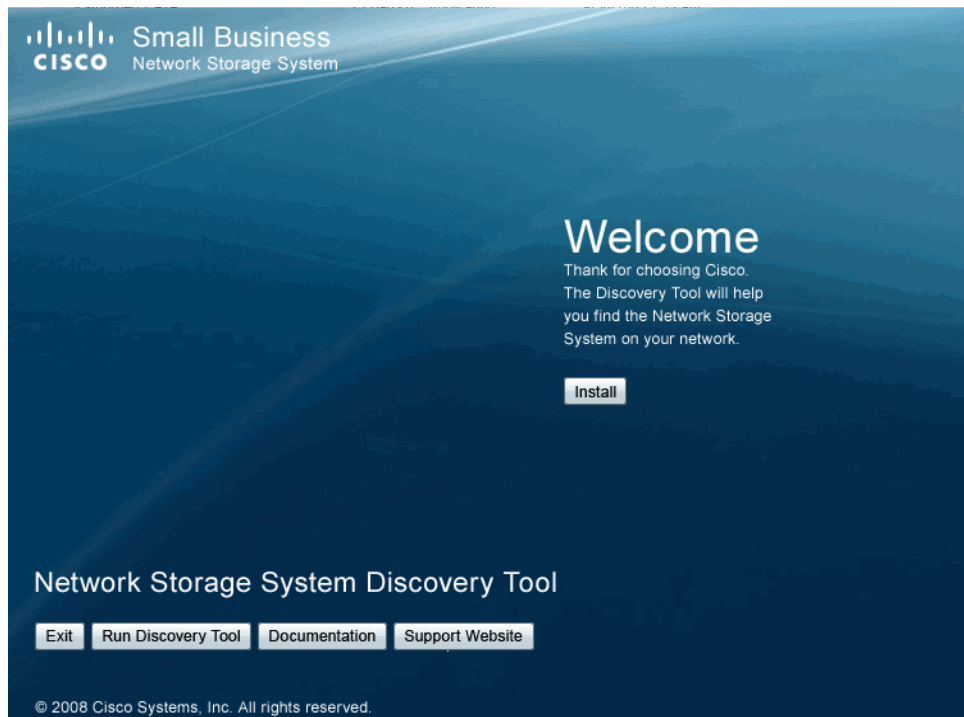 Small Business
CISCO Network Storage System
Welcome
Thank for choosing Cisco.
The Discovery Tool will help
you find the Network Storage
System on your network.
Install
Network Storage System Discovery Tool
Exit Run Discovery Tool Documentation Support Website
© 2008 Cisco Systems, Inc. All rights reserved.